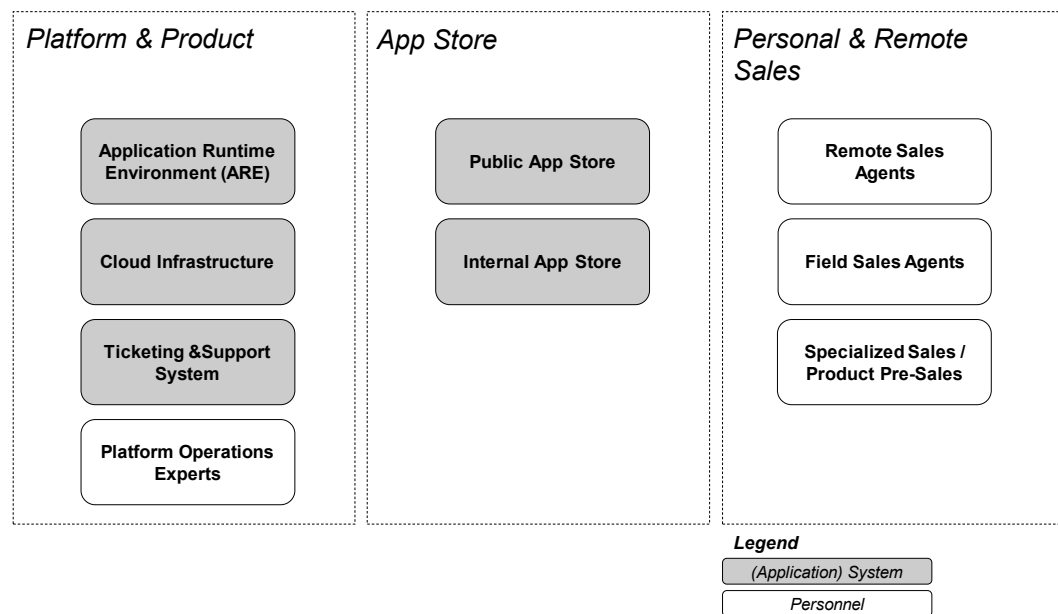 Platform & Product
Application Runtime
Environment (ARE)
Cloud Infrastructure
Ticketing &Support
System
Platform Operations
Experts
App Store
Public App Store
Internal App Store
Personal & Remote
Sales
Remote Sales
Agents
Field Sales Agents
Specialized Sales /
Product Pre-Sales
Legend
(Application) System
Personnel